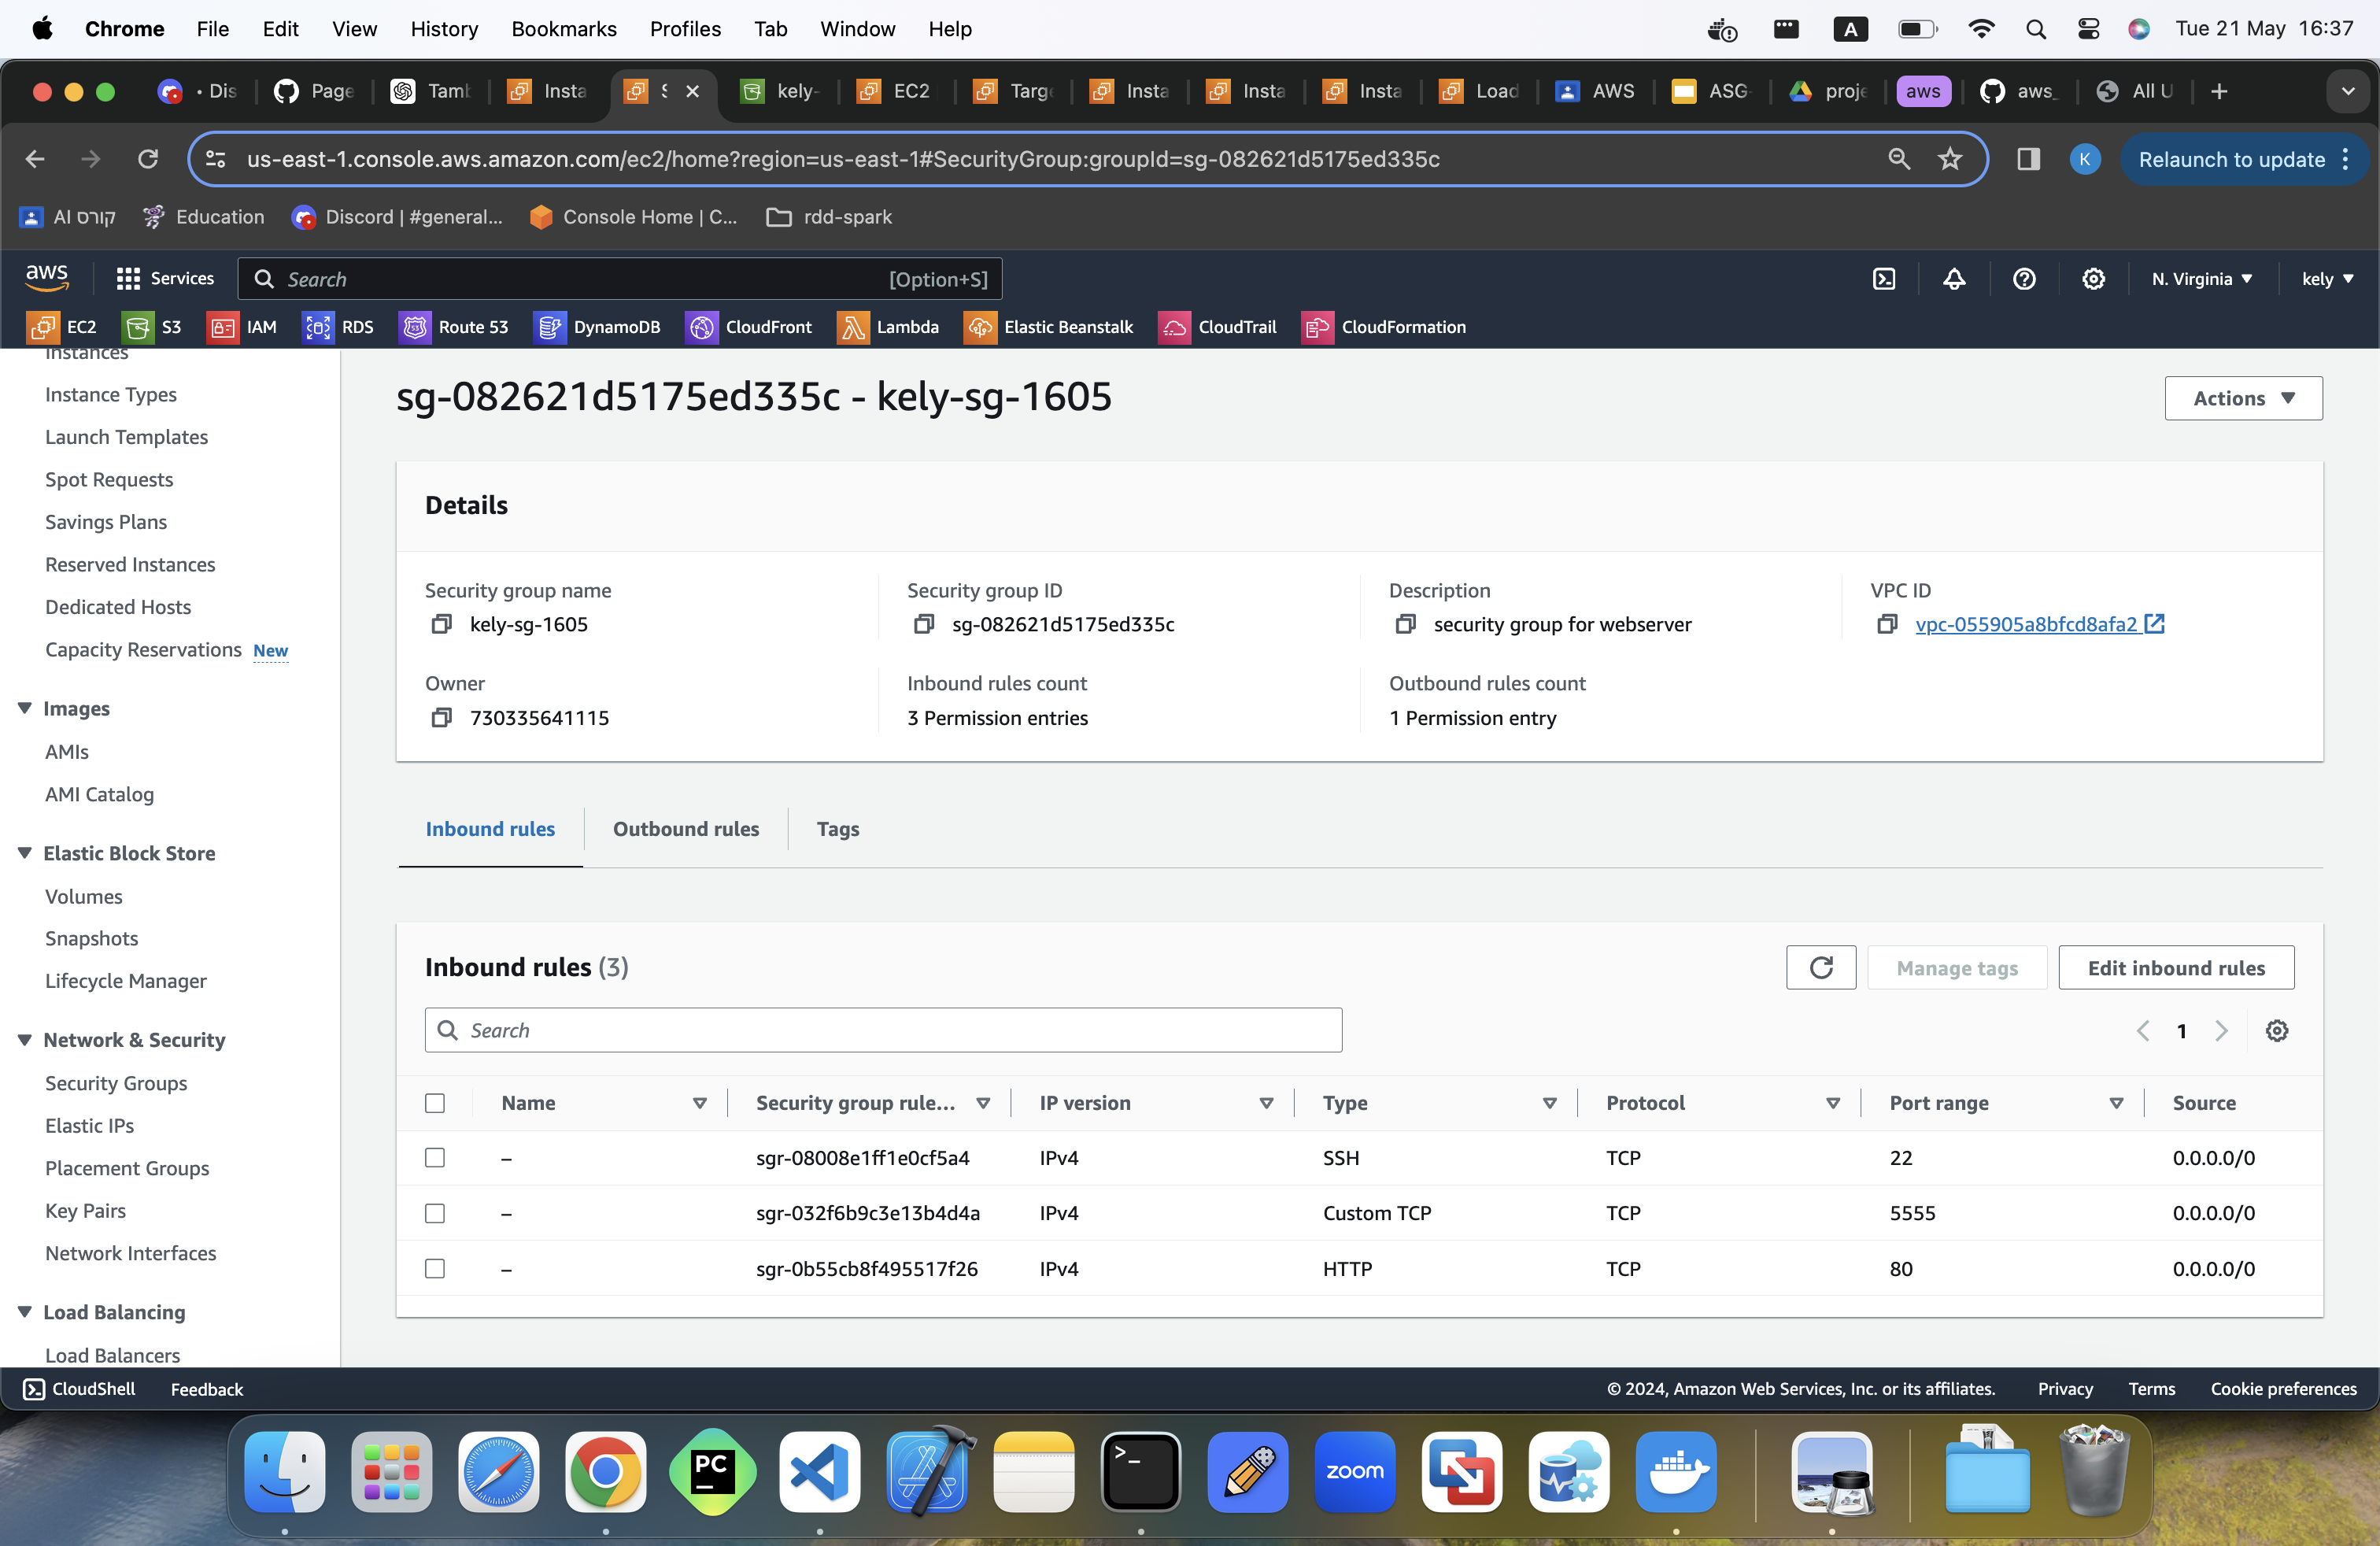 Chrome File Edit View History Bookmarks Profiles Tab Window Help A Tue 21 May 16:37
• Dis Page Tamb Insta kely- EC2 Targe Insta Insta Insta Load AWS ASG- proje aws aws_ All U
us-east-1.console.aws.amazon.com/ec2/home?region=us-east-1#SecurityGroup:groupId=sg-082621d5175ed335c K Relaunch to update
קורס AI Education Discord | #general... Console Home | C... rdd-spark
aws Services Search [Option+S] N. Virginia kely
EC2 S3 IAM RDS Route 53 DynamoDB CloudFront Lambda Elastic Beanstalk CloudTrail CloudFormation
Instances
Instance Types
Launch Templates
Spot Requests
Savings Plans
Reserved Instances
Dedicated Hosts
Capacity Reservations New
Images
AMIs
AMI Catalog
Elastic Block Store
Volumes
Snapshots
Lifecycle Manager
Network & Security
Security Groups
Elastic IPs
Placement Groups
Key Pairs
Network Interfaces
Load Balancing
Load Balancers
sg-082621d5175ed335c - kely-sg-1605
Actions
Details
Security group name
kely-sg-1605
Security group ID
sg-082621d5175ed335c
Description
security group for webserver
VPC ID
vpc-055905a8bfcd8afa2
Owner
730335641115
Inbound rules count
3 Permission entries
Outbound rules count
1 Permission entry
Inbound rules Outbound rules Tags
Inbound rules (3)
Manage tags Edit inbound rules
Search
1
Name Security group rule... IP version Type Protocol Port range Source
– sgr-08008e1ff1e0cf5a4 IPv4 SSH TCP 22 0.0.0.0/0
– sgr-032f6b9c3e13b4d4a IPv4 Custom TCP TCP 5555 0.0.0.0/0
– sgr-0b55cb8f495517f26 IPv4 HTTP TCP 80 0.0.0.0/0
CloudShell Feedback © 2024, Amazon Web Services, Inc. or its affiliates. Privacy Terms Cookie preferences
PC zoom